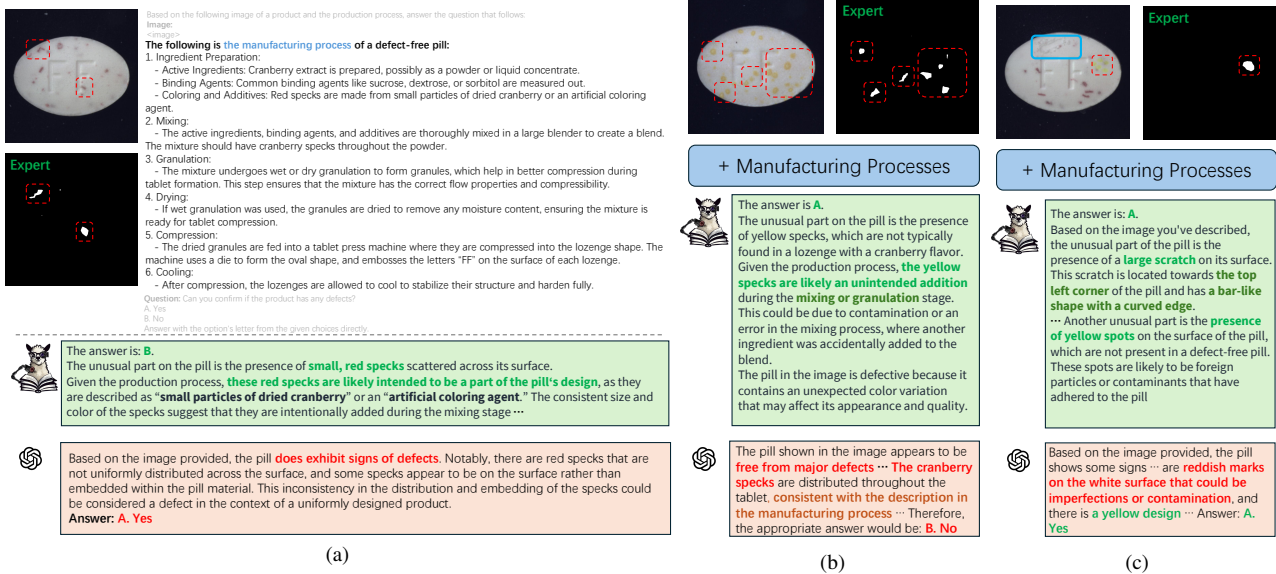 Based on the following image of a product and the production process, answer the question that follows:
Image:
<image>
The following is the manufacturing process of a defect-free pill:
1. Ingredient Preparation:
- Active Ingredients: Cranberry extract is prepared, possibly as a powder or liquid concentrate.
- Binding Agents: Common binding agents like sucrose, dextrose, or sorbitol are measured out.
- Coloring and Additives: Red specks are made from small particles of dried cranberry or an artificial coloring
agent.
2. Mixing:
- The active ingredients, binding agents, and additives are thoroughly mixed in a large blender to create a blend.
The mixture should have cranberry specks throughout the powder.
3. Granulation:
- The mixture undergoes wet or dry granulation to form granules, which help in better compression during
tablet formation. This step ensures that the mixture has the correct flow properties and compressibility.
4. Drying:
- If wet granulation was used, the granules are dried to remove any moisture content, ensuring the mixture is
ready for tablet compression.
5. Compression:
- The dried granules are fed into a tablet press machine where they are compressed into the lozenge shape. The
machine uses a die to form the oval shape, and embosses the letters "FF" on the surface of each lozenge.
6. Cooling:
- After compression, the lozenges are allowed to cool to stabilize their structure and harden fully.
Question: Can you confirm if the product has any defects?
A. Yes
B. No
Answer with the option's letter from the given choices directly.
FF
Expert
The answer is: B.
The unusual part on the pill is the presence of small, red specks scattered across its surface.
Given the production process, these red specks are likely intended to be a part of the pill's design, as they
are described as "small particles of dried cranberry" or an "artificial coloring agent." The consistent size and
color of the specks suggest that they are intentionally added during the mixing stage ···
Based on the image provided, the pill does exhibit signs of defects. Notably, there are red specks that
are not uniformly distributed across the surface, and some specks appear to be on the surface rather than
embedded within the pill material. This inconsistency in the distribution and embedding of the specks could
be considered a defect in the context of a uniformly designed product.
Answer: A. Yes
(a)
FF
Expert
+ Manufacturing Processes
The answer is A.
The unusual part on the pill is the presence
of yellow specks, which are not typically
found in a lozenge with a cranberry flavor.
Given the production process, the yellow
specks are likely an unintended addition
during the mixing or granulation stage.
This could be due to contamination or an
error in the mixing process, where another
ingredient was accidentally added to the
blend.
The pill in the image is defective because it
contains an unexpected color variation
that may affect its appearance and quality.
The pill shown in the image appears to be
free from major defects ··· The cranberry
specks are distributed throughout the
tablet, consistent with the description in
the manufacturing process ··· Therefore,
the appropriate answer would be: B. No
(b)
FF
Expert
+ Manufacturing Processes
The answer is: A.
Based on the image you've described,
the unusual part of the pill is the
presence of a large scratch on its surface.
This scratch is located towards the top
left corner of the pill and has a bar-like
shape with a curved edge.
··· Another unusual part is the presence
of yellow spots on the surface of the pill,
which are not present in a defect-free pill.
These spots are likely to be foreign
particles or contaminants that have
adhered to the pill
Based on the image provided, the pill
shows some signs ··· are reddish marks
on the white surface that could be
imperfections or contamination, and
there is a yellow design ··· Answer: A.
Yes
(c)